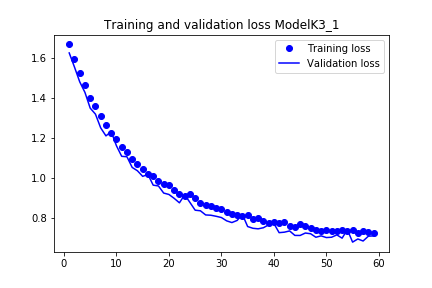 Training and validation loss ModelK3_1
Training loss
Validation loss
1.6
1.4
1.2
1.0
0.8
0 10 20 30 40 50 60